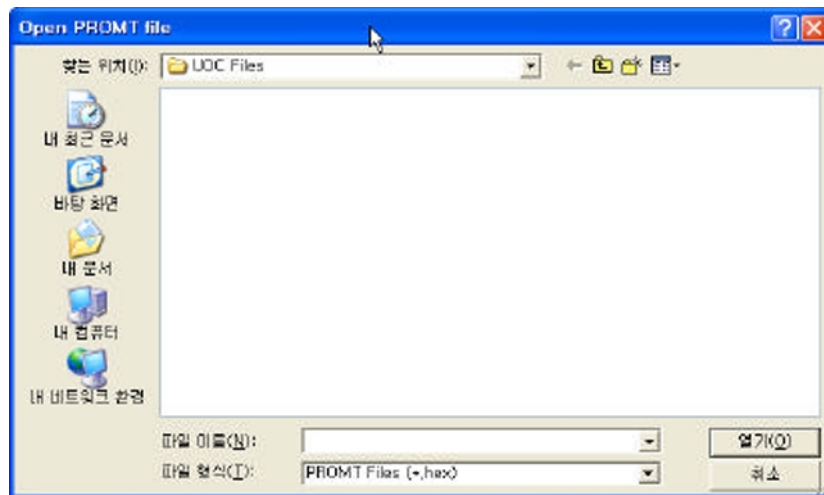 Open PROMT file
찾는 위치(I):
UOC Files
내 최근 문서
바탕 화면
내 문서
내 컴퓨터
내 네트워크 환경
파일 이름(N):
열기(O)
파일 형식(T):
PROMT Files (*.hex)
취소